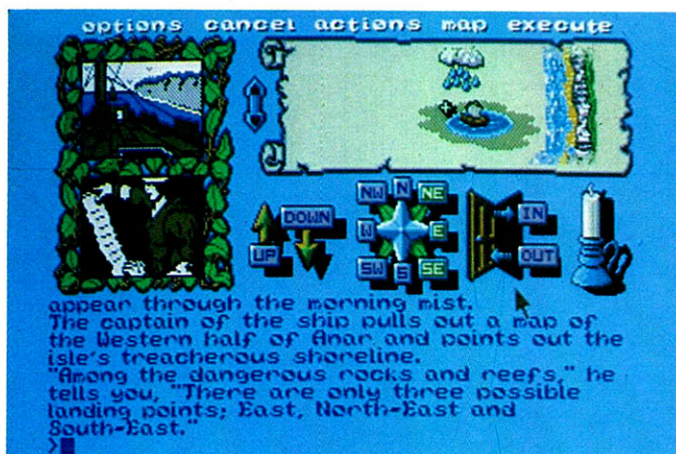 options cancel actions map execute
NW N NE
DOWN W E IN
UP SW S SE OUT
appear through the morning mist.
The captain of the ship pulls out a map of
the Western half of Anar and points out the
isle's treacherous shoreline.
"Among the dangerous rocks and reefs," he
tells you, "There are only three possible
landing points; East, North-East and
South-East."
>